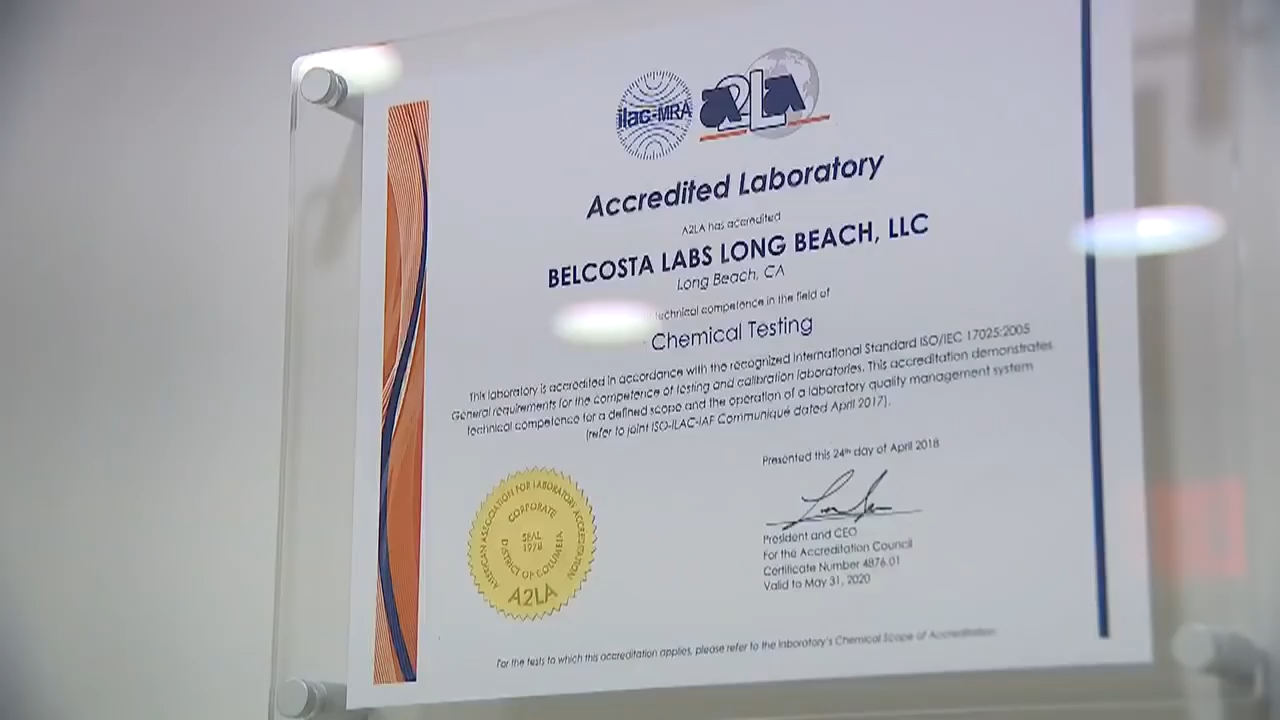 ilac-MRA
A2LA
Accredited Laboratory
A2LA has accredited
BELCOSTA LABS LONG BEACH, LLC
Long Beach, CA
technical competence in the field of
Chemical Testing
This laboratory is accredited in accordance with the recognized International Standard ISO/IEC 17025:2005
General requirements for the competence of testing and calibration laboratories. This accreditation demonstrates
technical competence for a defined scope and the operation of a laboratory quality management system
(refer to joint ISO-ILAC-IAF Communiqué dated April 2017).
Presented this 24th day of April 2018
President and CEO
For the Accreditation Council
Certificate Number 4876.01
Valid to May 31, 2020
AMERICAN ASSOCIATION FOR LABORATORY ACCREDITATION
CORPORATE
SEAL
1978
DISTRICT OF COLUMBIA
A2LA
For the tests to which this accreditation applies, please refer to the laboratory's Chemical Scope of Accreditation